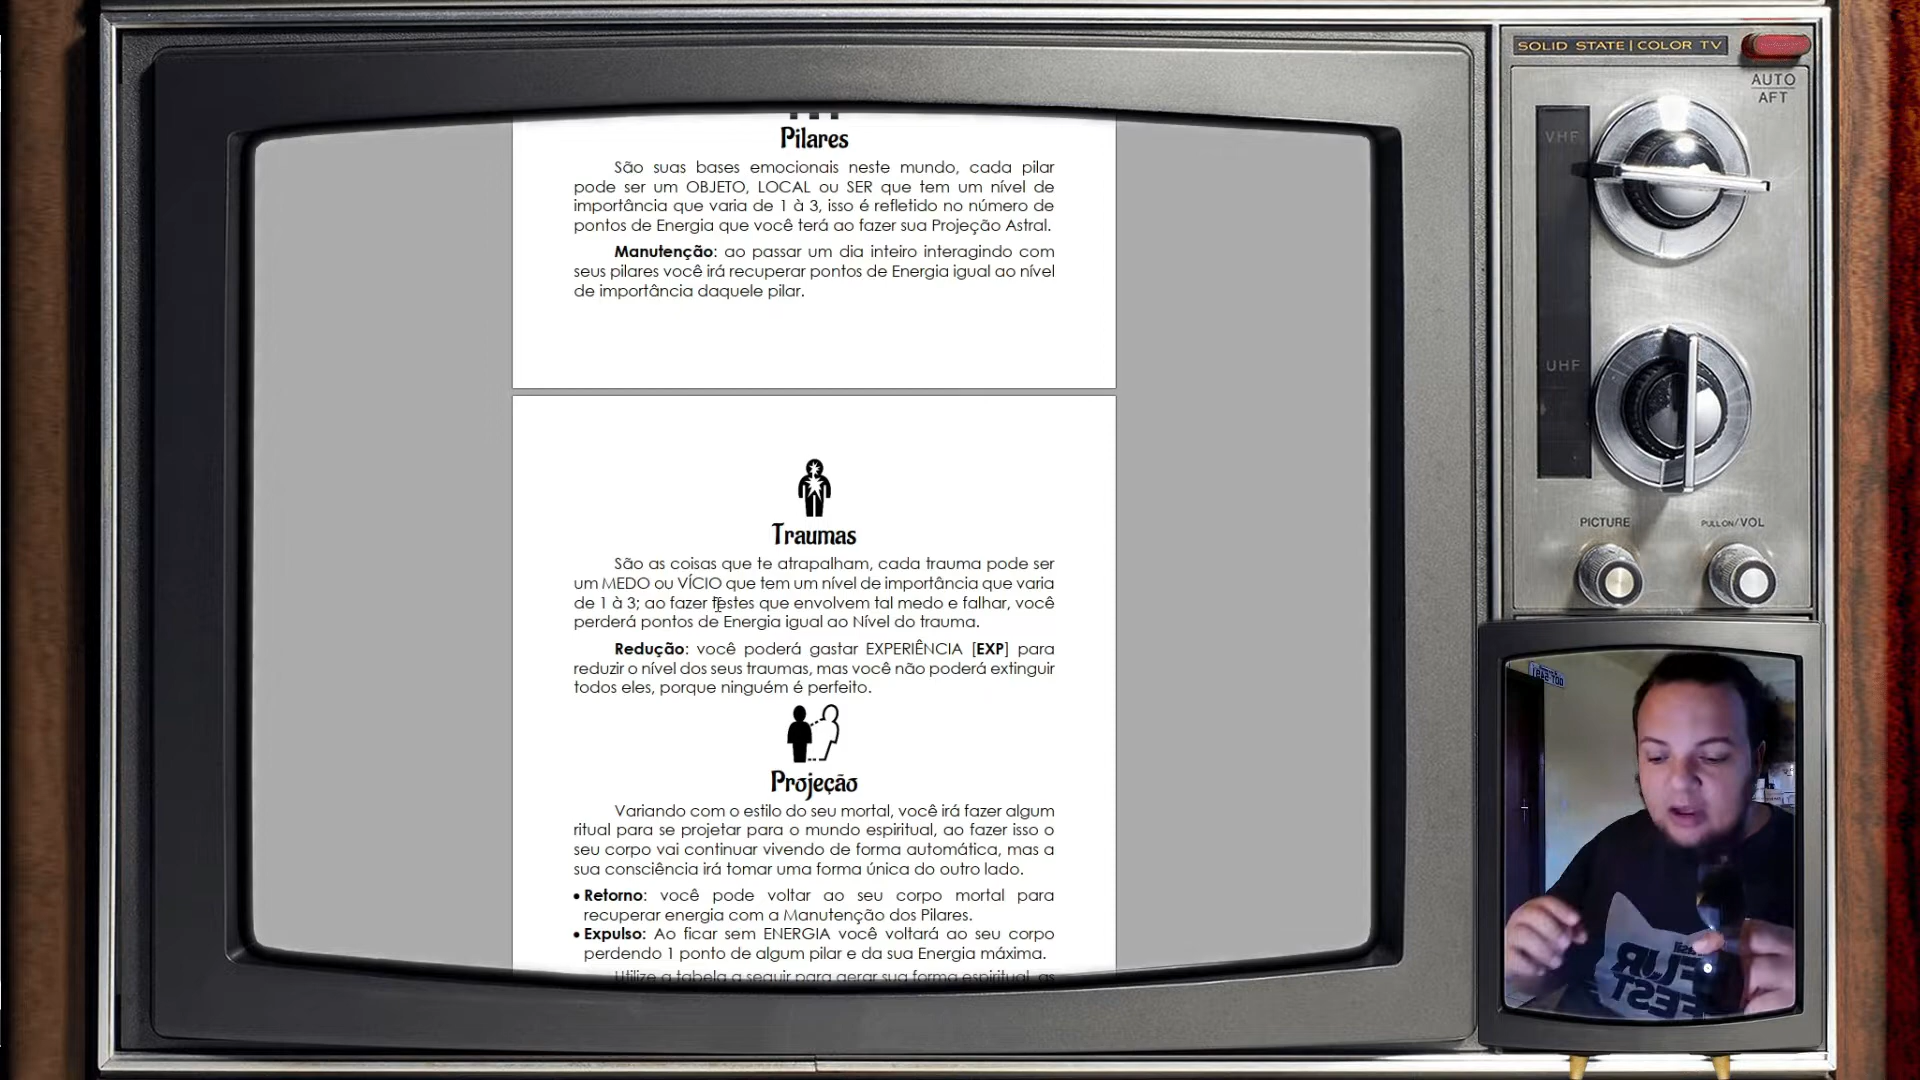 SOLID STATE | COLOR TV
AUTO
AFT
VHF
UHF
PICTURE
PULL ON/VOL
Pilares
São suas bases emocionais neste mundo, cada pilar
pode ser um OBJETO, LOCAL ou SER que tem um nível de
importância que varia de 1 à 3, isso é refletido no número de
pontos de Energia que você terá ao fazer sua Projeção Astral.
Manutenção: ao passar um dia inteiro interagindo com
seus pilares você irá recuperar pontos de Energia igual ao nível
de importância daquele pilar.
Traumas
São as coisas que te atrapalham, cada trauma pode ser
um MEDO ou VÍCIO que tem um nível de importância que varia
de 1 à 3; ao fazer testes que envolvem tal medo e falhar, você
perderá pontos de Energia igual ao Nível do trauma.
Redução: você poderá gastar EXPERIÊNCIA [EXP] para
reduzir o nível dos seus traumas, mas você não poderá extinguir
todos eles, porque ninguém é perfeito.
Projeção
Variando com o estilo do seu mortal, você irá fazer algum
ritual para se projetar para o mundo espiritual, ao fazer isso o
seu corpo vai continuar vivendo de forma automática, mas a
sua consciência irá tomar uma forma única do outro lado.
• Retorno: você pode voltar ao seu corpo mortal para
recuperar energia com a Manutenção dos Pilares.
• Expulso: Ao ficar sem ENERGIA você voltará ao seu corpo
perdendo 1 ponto de algum pilar e da sua Energia máxima.
Utilize a tabela a seguir para gerar sua forma espiritual, as
FUR
FEST